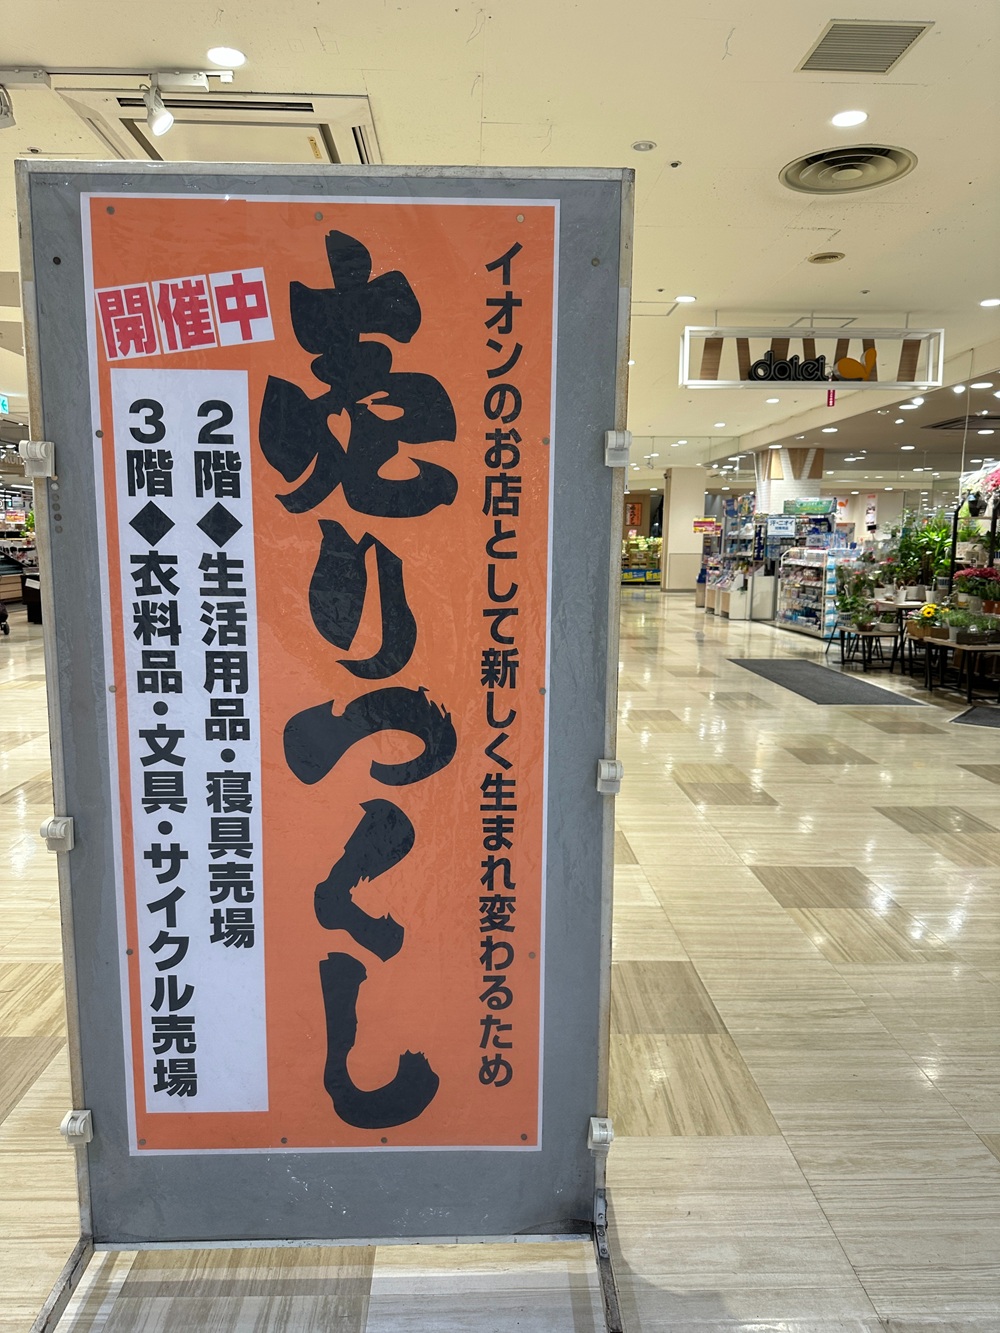 イオンのお店として新しく生まれ変わるため
売りつくし
開催中
2階◆生活用品・寝具売場
3階◆衣料品・文具・サイクル売場
daiei